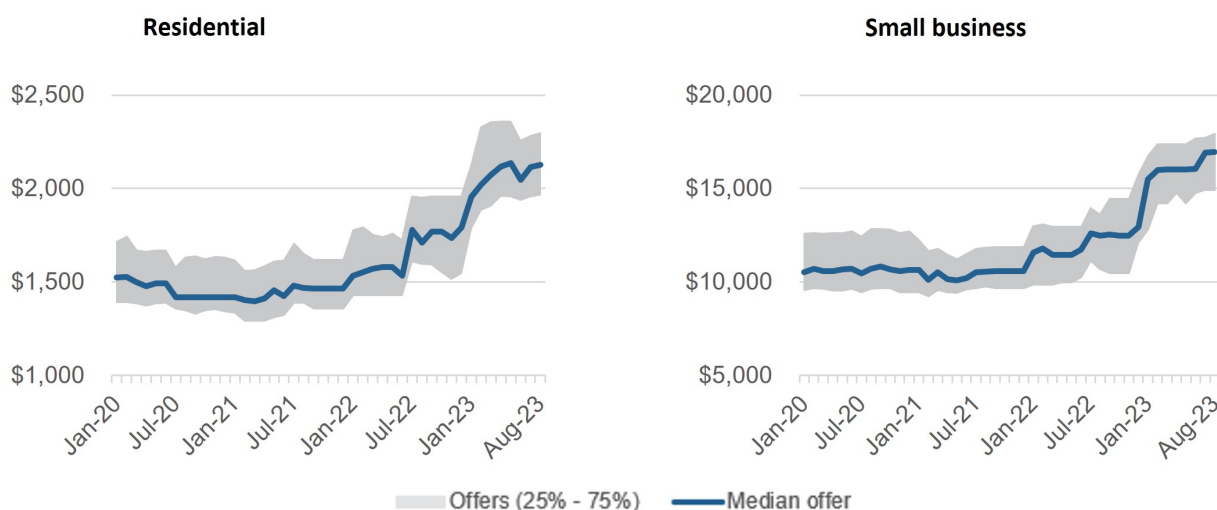 Residential
$2,500
$2,000
$1,500
$1,000
Jan-20
Jul-20
Jan-21
Jul-21
Jan-22
Jul-22
Jan-23
Aug-23
Small business
$20,000
$15,000
$10,000
$5,000
Jan-20
Jul-20
Jan-21
Jul-21
Jan-22
Jul-22
Jan-23
Aug-23
Offers (25% - 75%)
Median offer